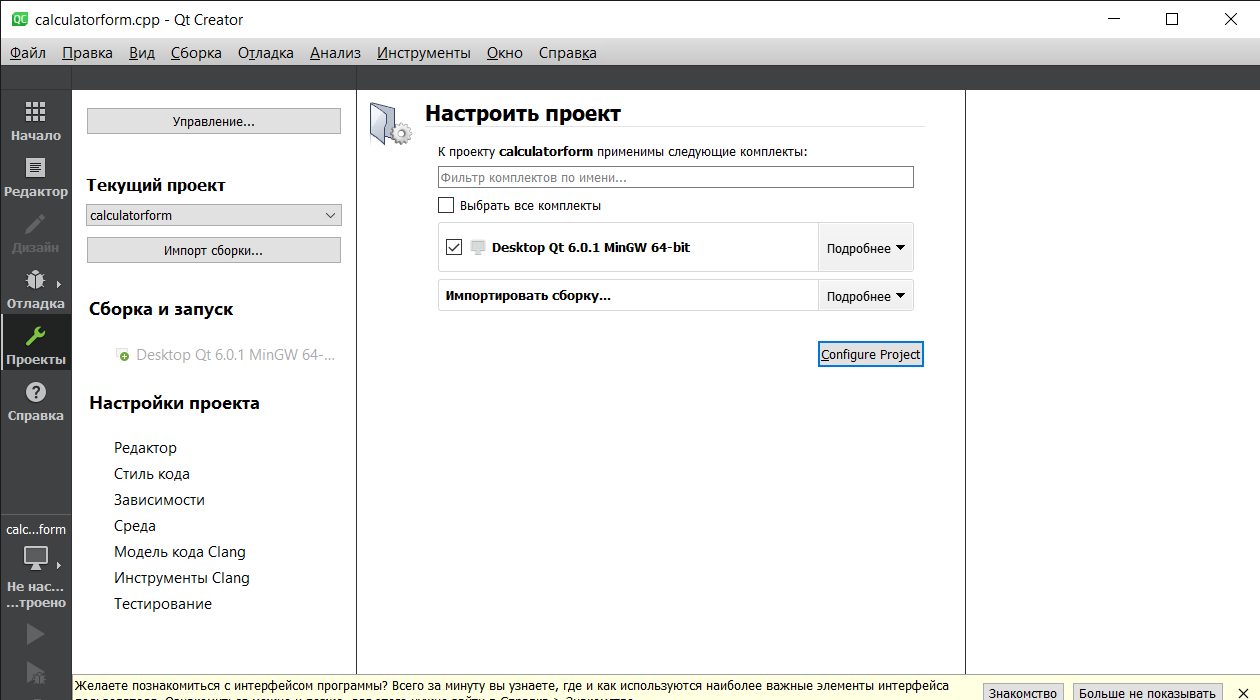 calculatorform.cpp - Qt Creator
Файл Правка Вид Сборка Отладка Анализ Инструменты Окно Справка
Начало
Редактор
Дизайн
Отладка
Проекты
Справка
calc...form
Не нас...
...троено
Управление...
Текущий проект
calculatorform
Импорт сборки...
Сборка и запуск
Desktop Qt 6.0.1 MinGW 64-...
Настройки проекта
Редактор
Стиль кода
Зависимости
Среда
Модель кода Clang
Инструменты Clang
Тестирование
Настроить проект
К проекту calculatorform применимы следующие комплекты:
Фильтр комплектов по имени...
Выбрать все комплекты
Desktop Qt 6.0.1 MinGW 64-bit
Подробнее
Импортировать сборку...
Подробнее
Configure Project
Желаете познакомиться с интерфейсом программы? Всего за минуту вы узнаете, где и как используются наиболее важные элементы интерфейса
Знакомство
Больше не показывать